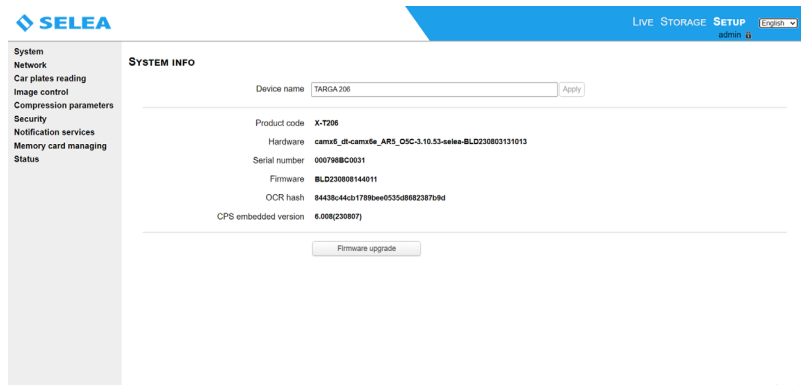 SELEA
LIVE STORAGE SETUP English
admin
System
Network
Car plates reading
Image control
Compression parameters
Security
Notification services
Memory card managing
Status
SYSTEM INFO
Device name TARGA 206 Apply
Product code X-T206
Hardware camx6_dt-camx6e_AR5_O5C-3.10.53-selea-BLD230803131013
Serial number 000798BC0031
Firmware BLD230808144011
OCR hash 84438c44cb1789bee0535d8682387b9d
CPS embedded version 6.008(230807)
Firmware upgrade